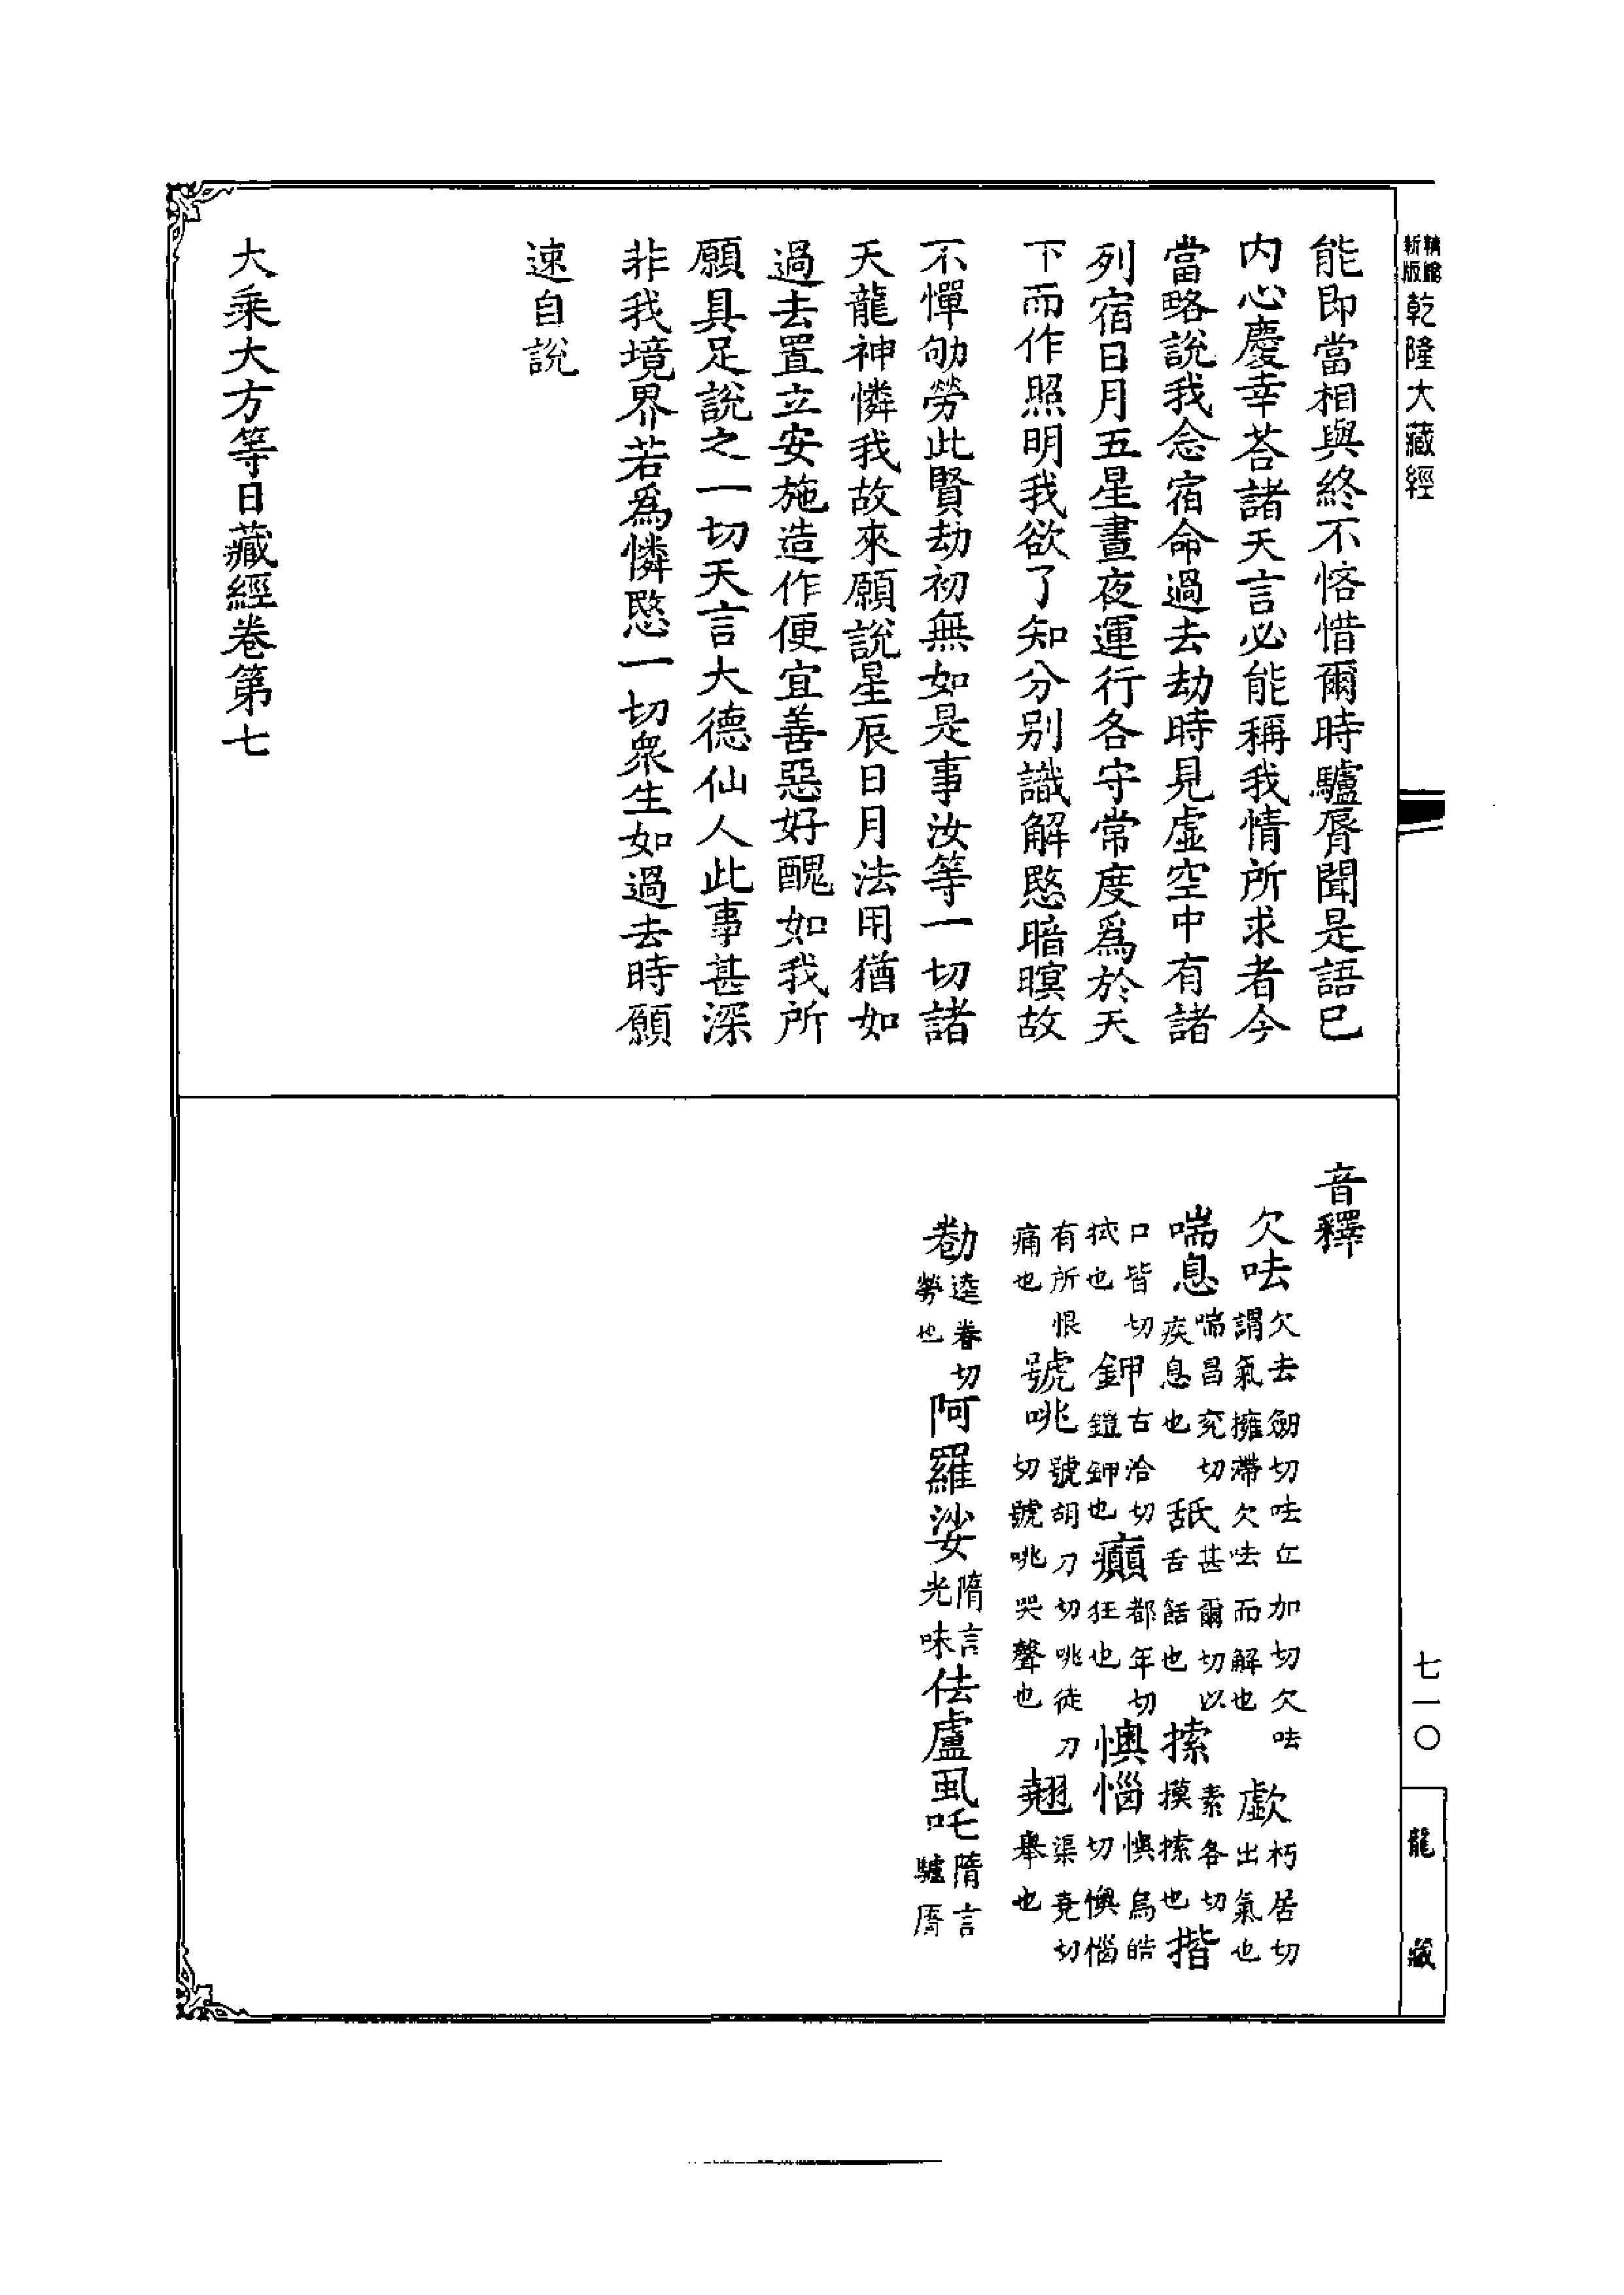 新版
精縮
乾隆大藏經
能即當相與終不悋惜爾時驢脣聞是語已
内心慶幸荅諸天言必能稱我情所求者今
當略說我念宿命過去劫時見虛空中有諸
列宿日月五星晝夜運行各守常度爲於天
下而作照明我欲了知分別識解愍暗瞑故
不憚劬勞此賢劫初無如是事汝等一切諸
天龍神憐我故來願說星辰日月法用猶如
過去置立安施造作便宜善惡好醜如我所
願具足說之一切天言大德仙人此事甚深
非我境界若爲憐愍一切衆生如過去時願
速自說
大乘大方等日藏經卷第七
音釋
欠呿欠去劒切呿丘加切欠呿謂氣擁滯欠呿而解也 歔朽居切出氣也
喘息喘昌兖切疾息也 舐甚爾切以舌餂也 㨞素各切摸㨞也 揩
口皆切拭也 鉀古洽切鎧鉀也 癲都年切狂也 懊惱懊烏皓切懊惱
有所恨痛也 號咷號胡刀切咷徒刀切號咷哭聲也 翹渠堯切舉也
勌逵眷切勞也 阿羅娑隋言光味 佉盧虱吒隋言驢脣
七一〇
龍藏